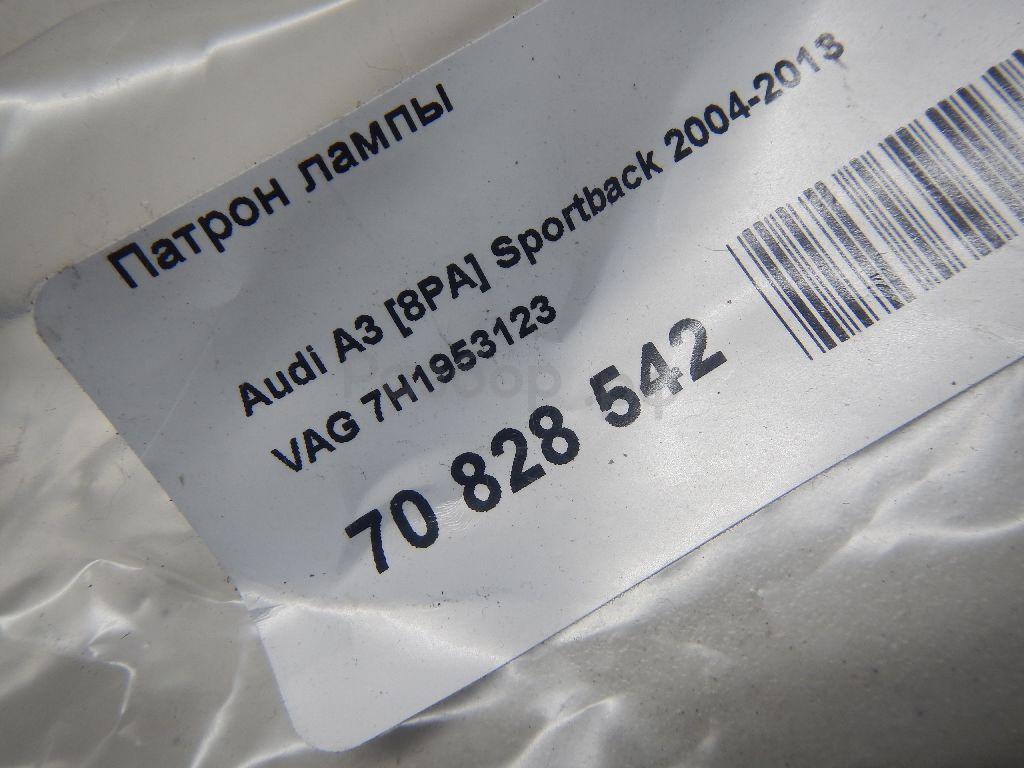 Патрон лампы
Audi A3 [8PA] Sportback 2004-2013
VAG 7H1953123
70 828 542